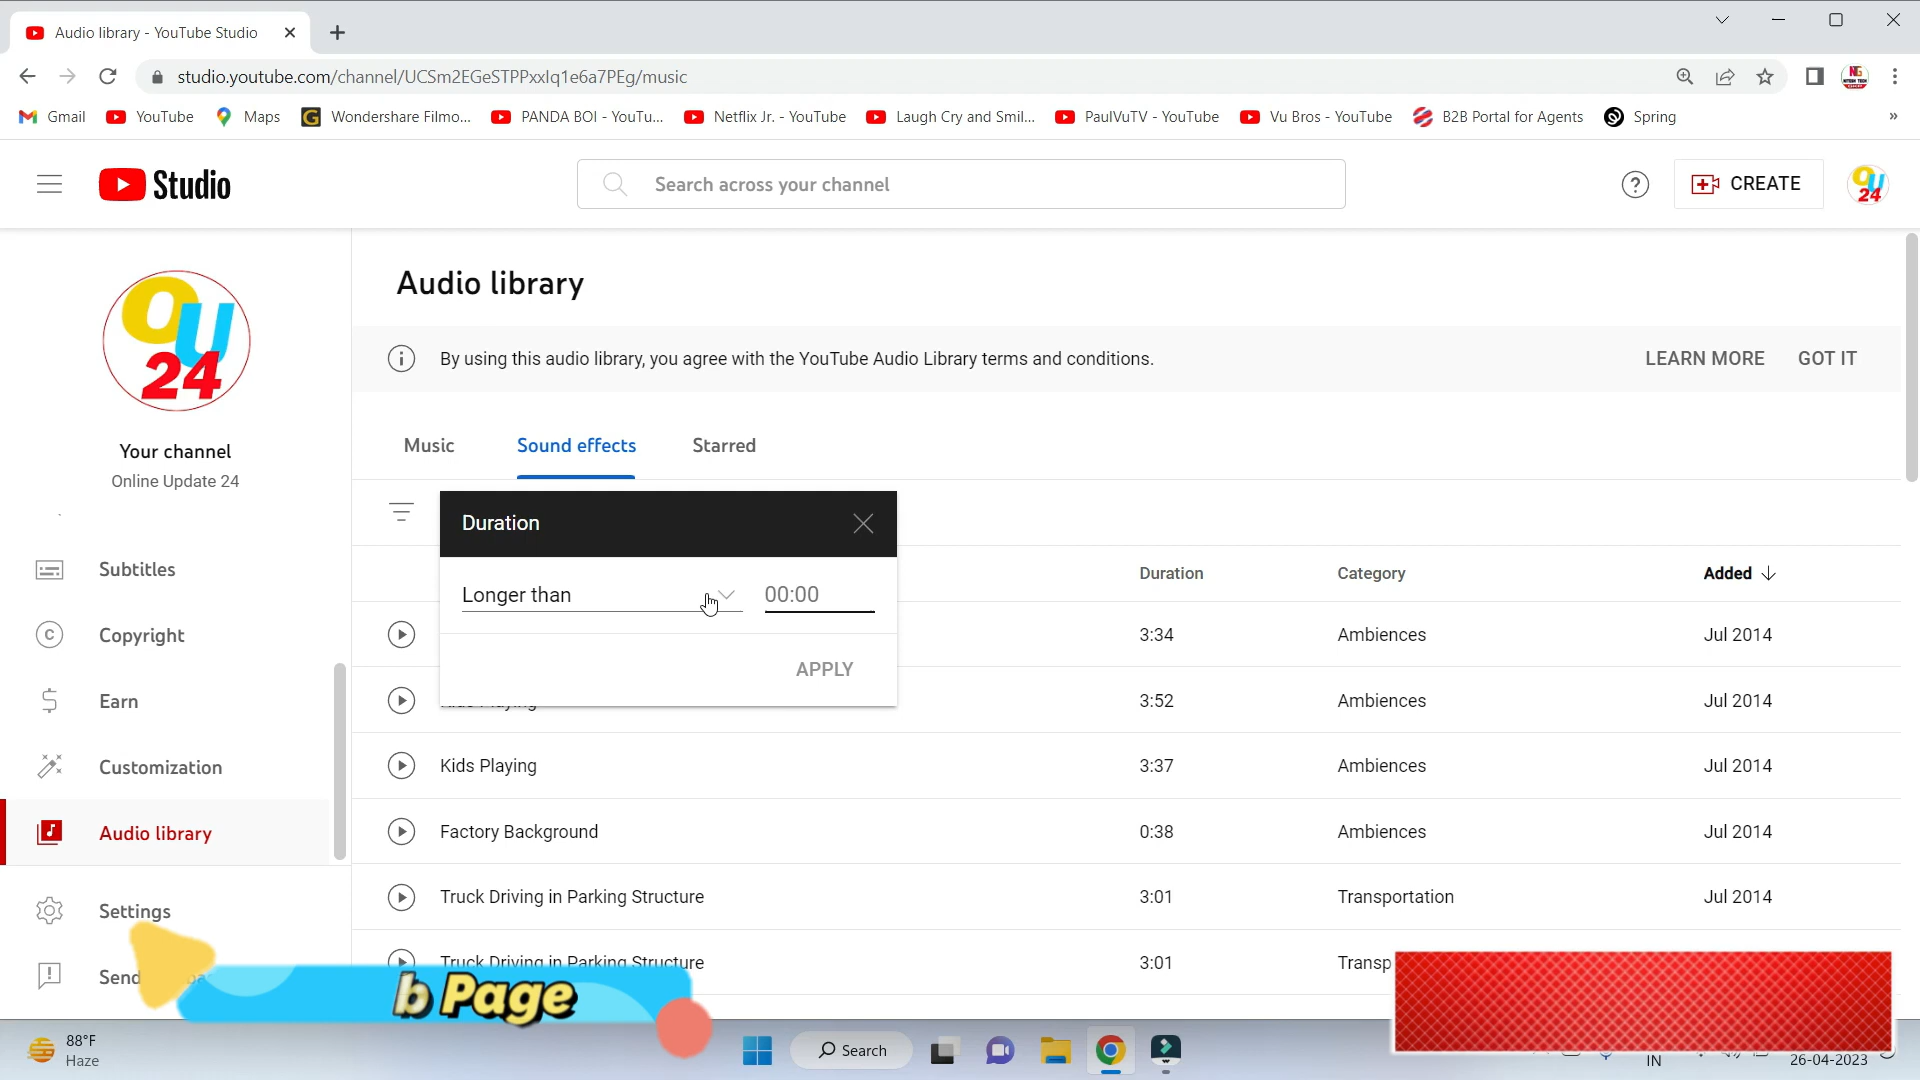 Audio library - YouTube Studio
studio.youtube.com/channel/UCSm2EGeSTPPxxlq1e6a7PEg/music
Gmail
YouTube
Maps
Wondershare Filmo...
PANDA BOI - YouTu...
Netflix Jr. - YouTube
Laugh Cry and Smil...
PaulVuTV - YouTube
Vu Bros - YouTube
B2B Portal for Agents
Spring
»
Studio
Search across your channel
CREATE
OU
24
OU
24
Your channel
Online Update 24
Subtitles
Copyright
Earn
Customization
Audio library
Settings
Send
Audio library
By using this audio library, you agree with the YouTube Audio Library terms and conditions.
LEARN MORE
GOT IT
Music
Sound effects
Starred
Duration
Longer than
00:00
APPLY
Duration
Category
Added
3:34
Ambiences
Jul 2014
3:52
Ambiences
Jul 2014
Kids Playing
3:37
Ambiences
Jul 2014
Factory Background
0:38
Ambiences
Jul 2014
Truck Driving in Parking Structure
3:01
Transportation
Jul 2014
Truck Driving in Parking Structure
3:01
Transp
b Page
88°F
Haze
Search
IN
26-04-2023